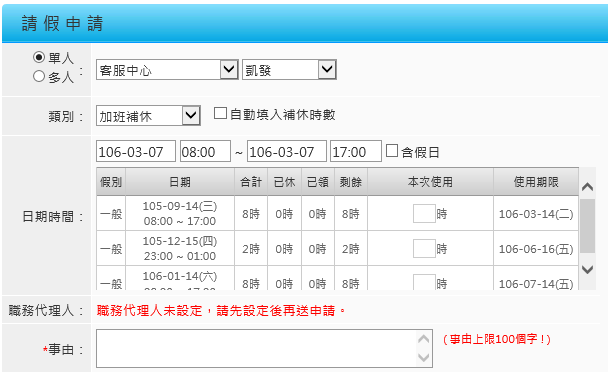 請假申請
單人
多人
：
客服中心 凱發
類別： 加班補休 自動填入補休時數
106-03-07 08:00 ~ 106-03-07 17:00 含假日
日期時間：
假別 日期 合計 已休 已領 剩餘 本次使用 使用期限
一般 105-09-14(三) 08:00 ~ 17:00 8時 0時 0時 8時 時 106-03-14(二)
一般 105-12-15(四) 23:00 ~ 01:00 2時 0時 0時 2時 時 106-06-16(五)
一般 106-01-14(六) 8時 0時 0時 8時 時 106-07-14(五)
職務代理人： 職務代理人未設定，請先設定後再送申請。
*事由： (事由上限100個字!)